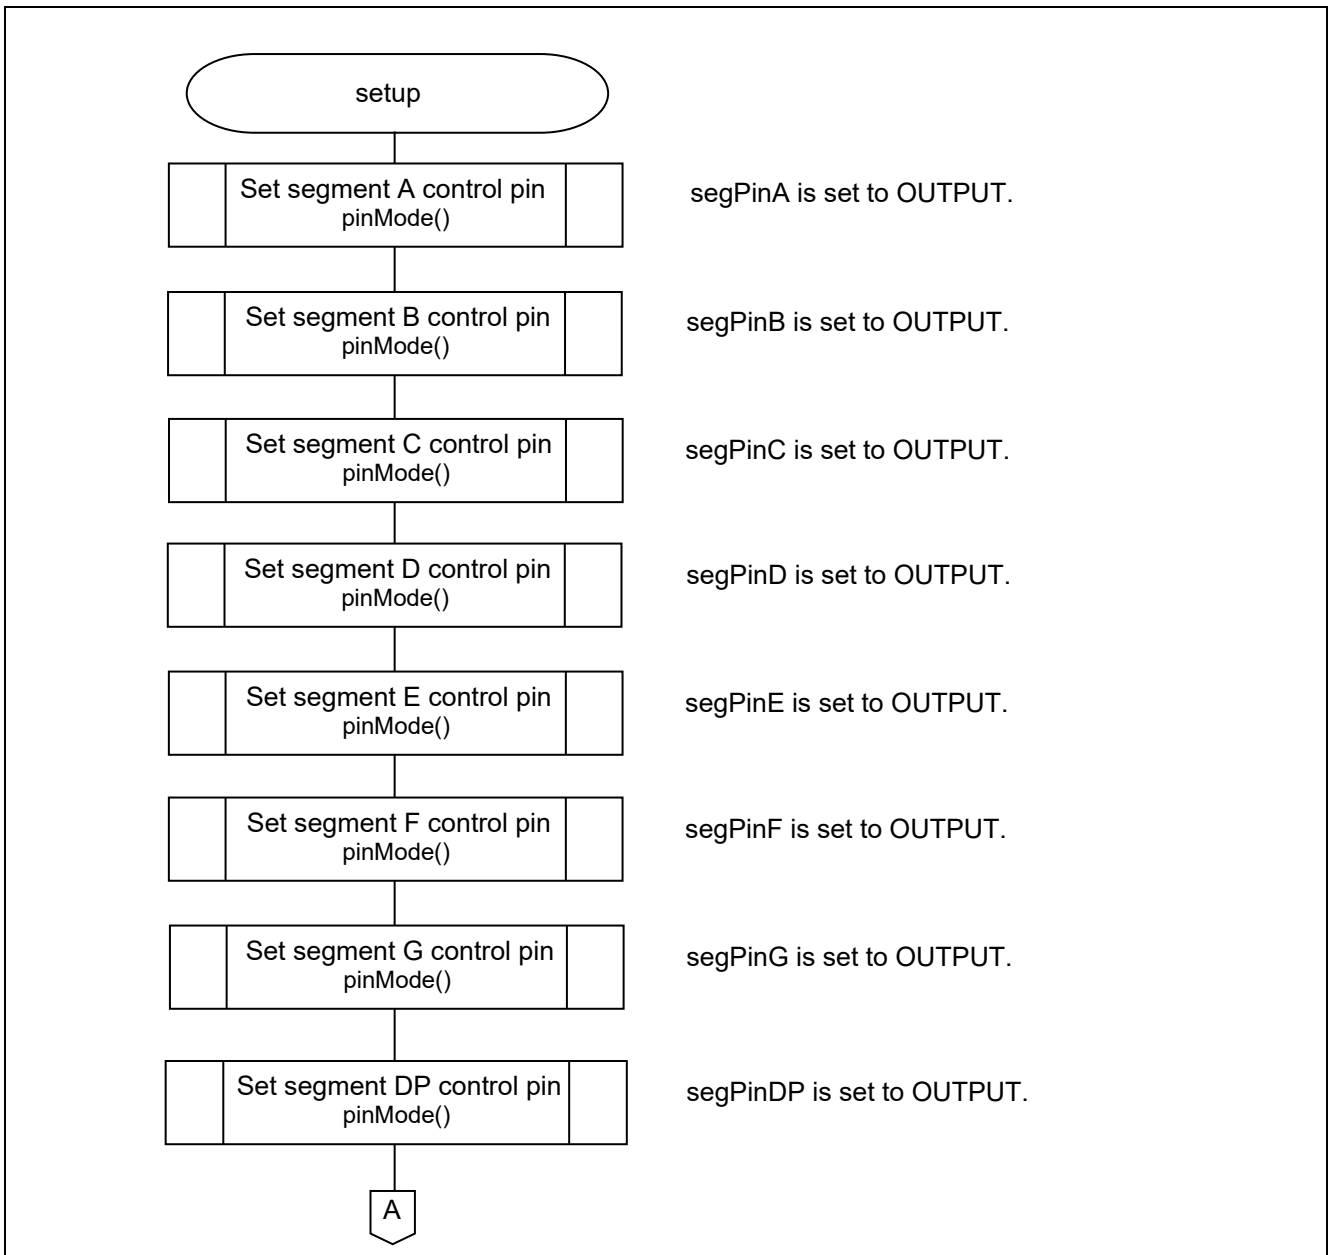 setup
Set segment A control pin
pinMode()
segPinA is set to OUTPUT.
Set segment B control pin
pinMode()
segPinB is set to OUTPUT.
Set segment C control pin
pinMode()
segPinC is set to OUTPUT.
Set segment D control pin
pinMode()
segPinD is set to OUTPUT.
Set segment E control pin
pinMode()
segPinE is set to OUTPUT.
Set segment F control pin
pinMode()
segPinF is set to OUTPUT.
Set segment G control pin
pinMode()
segPinG is set to OUTPUT.
Set segment DP control pin
pinMode()
segPinDP is set to OUTPUT.
A